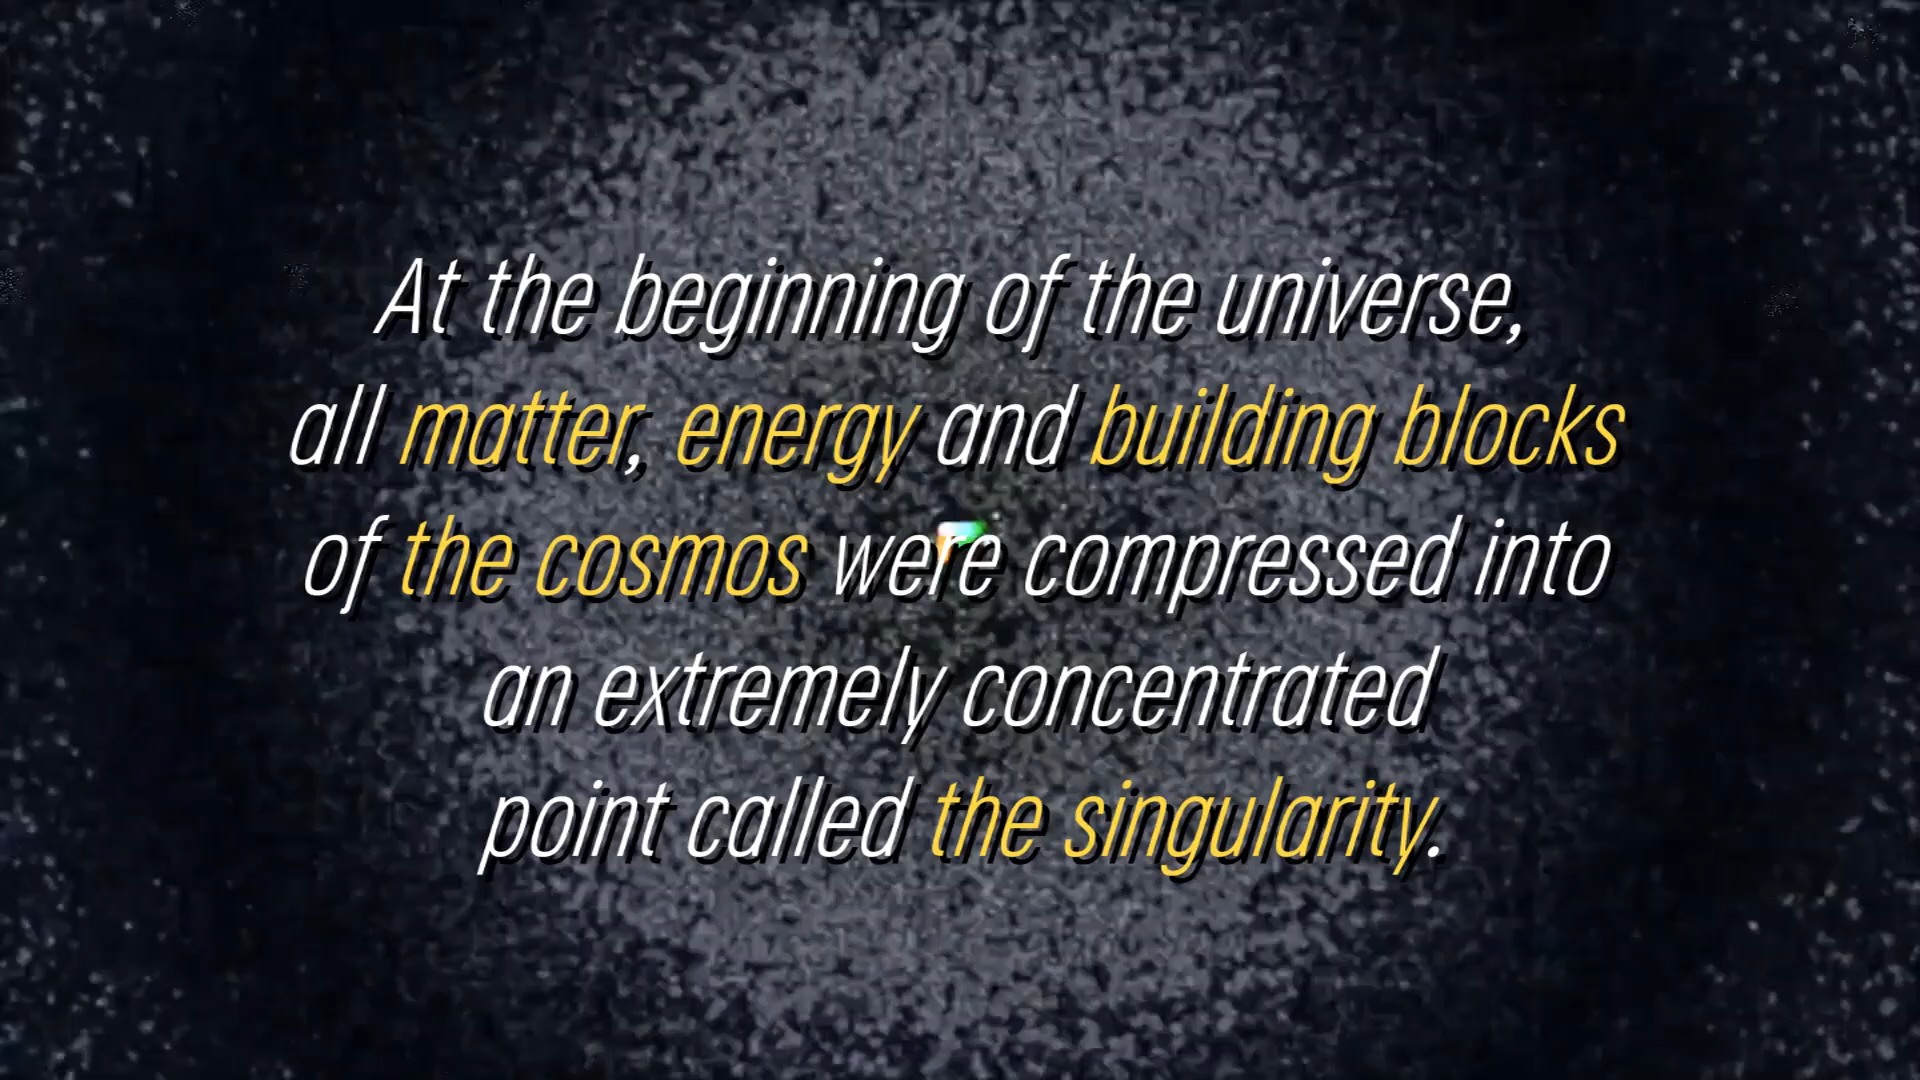 At the beginning of the universe,
all matter, energy and building blocks
of the cosmos were compressed into
an extremely concentrated
point called the singularity.